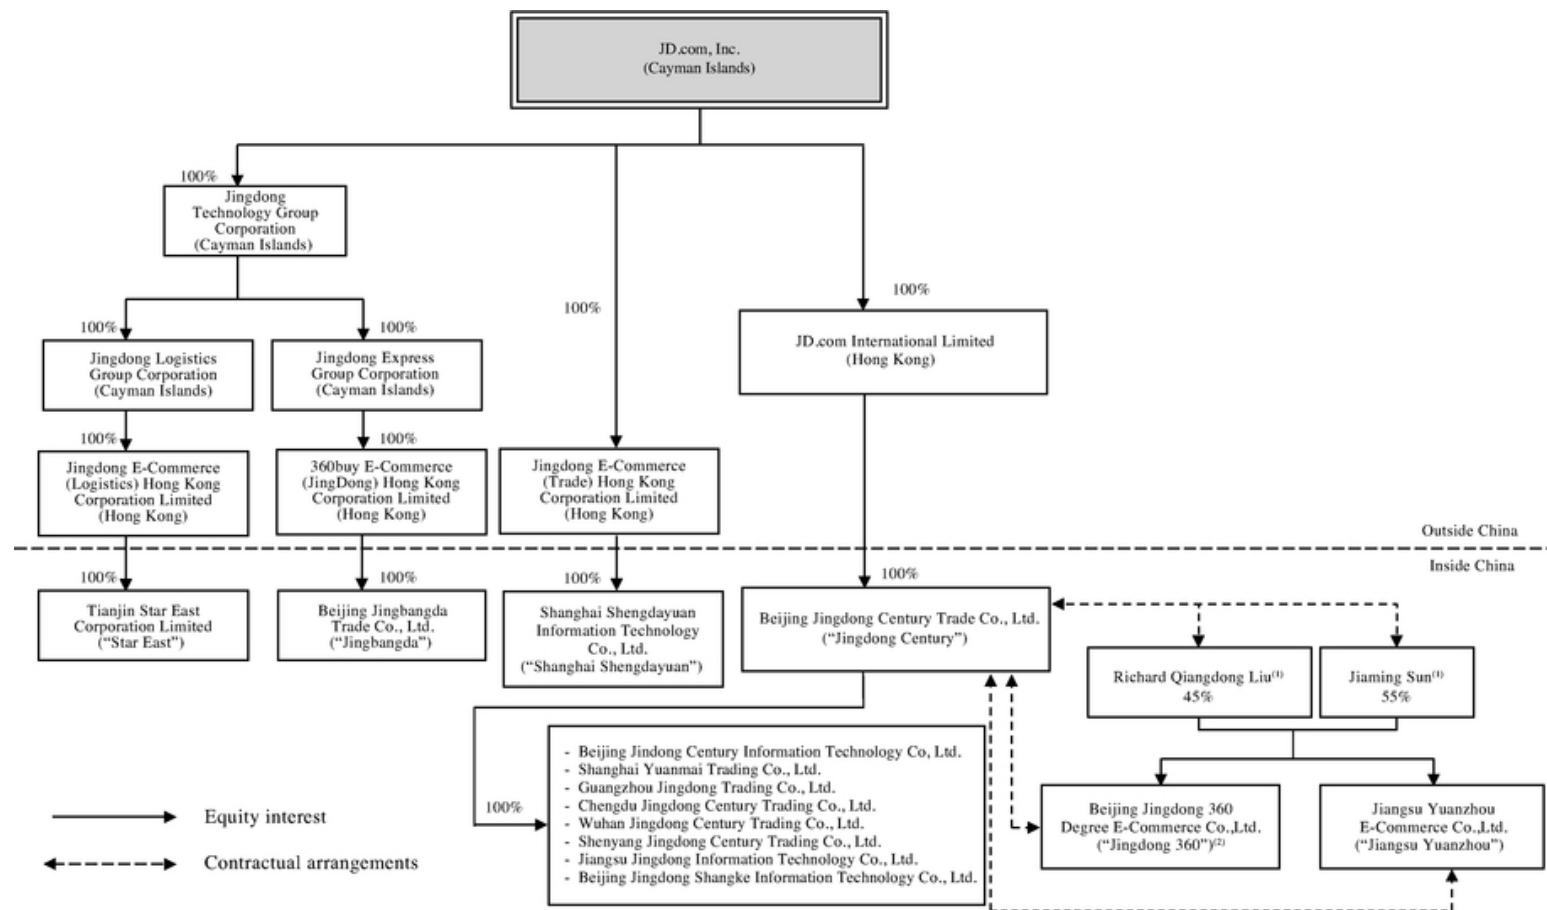 JD.com, Inc.
(Cayman Islands)
100%
Jingdong
Technology Group
Corporation
(Cayman Islands)
100%
100%
100%
Jingdong Logistics
Group Corporation
(Cayman Islands)
100%
Jingdong Express
Group Corporation
(Cayman Islands)
JD.com International Limited
(Hong Kong)
100%
Jingdong E-Commerce
(Logistics) Hong Kong
Corporation Limited
(Hong Kong)
100%
360buy E-Commerce
(JingDong) Hong Kong
Corporation Limited
(Hong Kong)
Jingdong E-Commerce
(Trade) Hong Kong
Corporation Limited
(Hong Kong)
Outside China
Inside China
100%
Tianjin Star East
Corporation Limited
(“Star East”)
100%
Beijing Jingbangda
Trade Co., Ltd.
(“Jingbangda”)
100%
Shanghai Shengdayuan
Information Technology
Co., Ltd.
(“Shanghai Shengdayuan”)
100%
Beijing Jingdong Century Trade Co., Ltd.
(“Jingdong Century”)
Richard Qiangdong Liu(1)
45%
Jiaming Sun(1)
55%
100%
- Beijing Jindong Century Information Technology Co, Ltd.
- Shanghai Yuanmai Trading Co., Ltd.
- Guangzhou Jingdong Trading Co., Ltd.
- Chengdu Jingdong Century Trading Co., Ltd.
- Wuhan Jingdong Century Trading Co., Ltd.
- Shenyang Jingdong Century Trading Co., Ltd.
- Jiangsu Jingdong Information Technology Co., Ltd.
- Beijing Jingdong Shangke Information Technology Co., Ltd.
Beijing Jingdong 360
Degree E-Commerce Co.,Ltd.
(“Jingdong 360”)(2)
Jiangsu Yuanzhou
E-Commerce Co.,Ltd.
(“Jiangsu Yuanzhou”)
Equity interest
Contractual arrangements